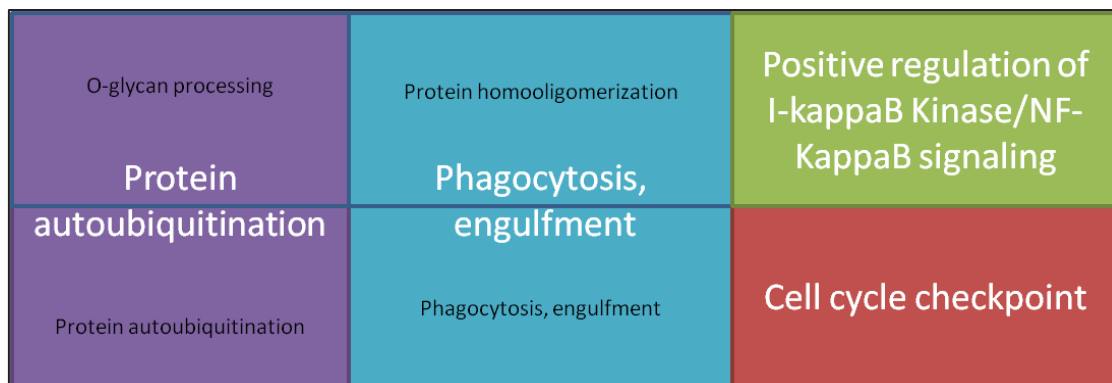 O-glycan processing
Protein
autoubiquitination
Protein autoubiquitination
Protein homooligomerization
Phagocytosis,
engulfment
Phagocytosis, engulfment
Positive regulation of
I-kappaB Kinase/NF-
KappaB signaling
Cell cycle checkpoint